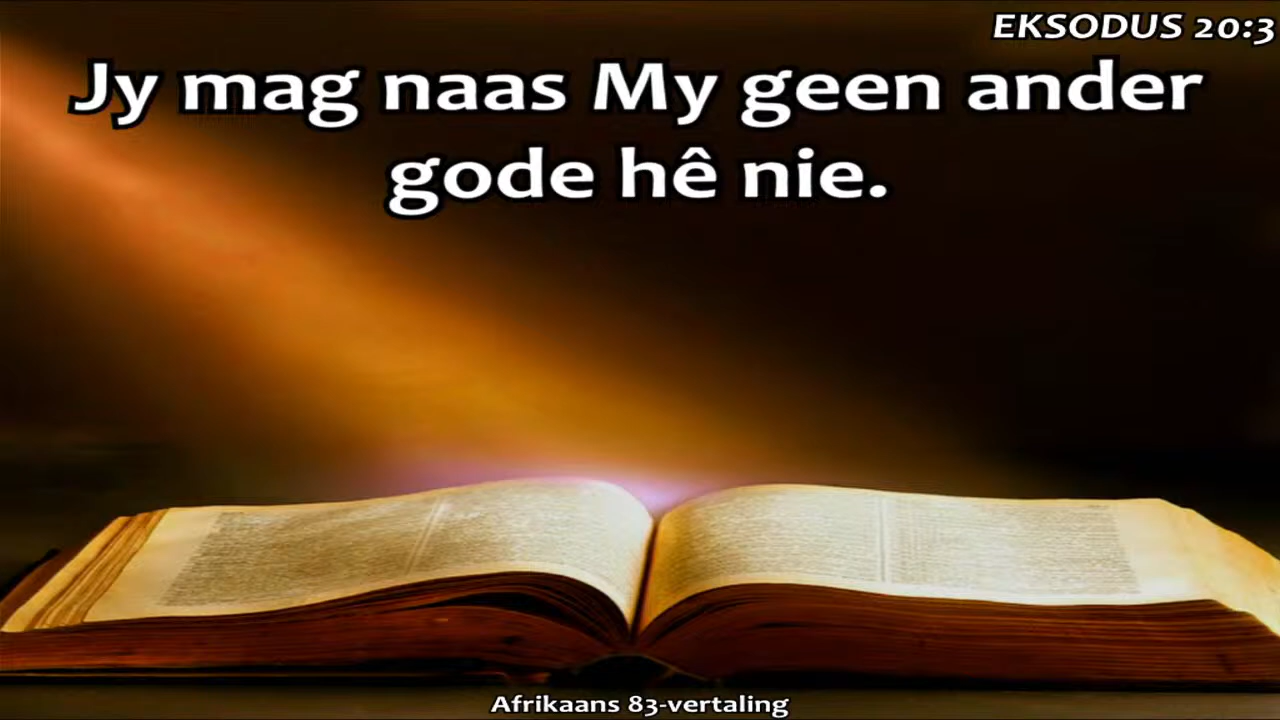 EKSODUS 20:3
Jy mag naas My geen ander
gode hê nie.
Afrikaans 83-vertaling